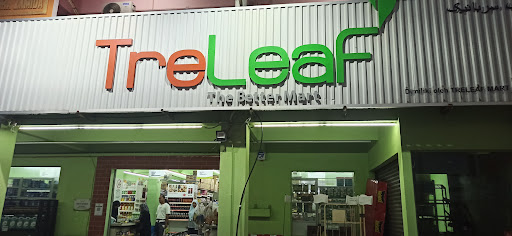 TreLeaf
The Better Mart
Dimiliki oleh TRELEAF MART